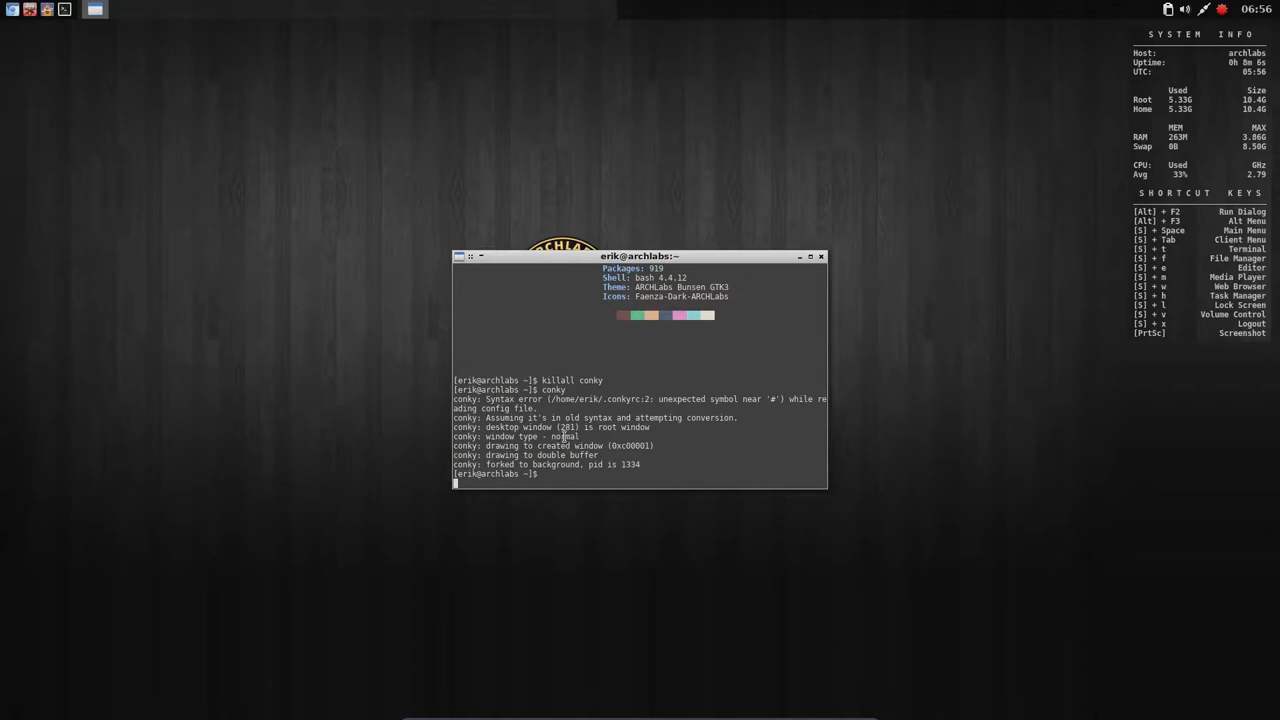 06:56
SYSTEM INFO
Host: archlabs
Uptime: 0h 8m 6s
UTC: 05:56
Used Size
Root 5.33G 10.4G
Home 5.33G 10.4G
MEM MAX
RAM 263M 3.86G
Swap 0B 8.50G
CPU: Used GHz
Avg 33% 2.79
SHORTCUT KEYS
[Alt] + F2 Run Dialog
[Alt] + F3 Alt Menu
[S] + Space Main Menu
[S] + Tab Client Menu
[S] + t Terminal
[S] + f File Manager
[S] + e Editor
[S] + m Media Player
[S] + w Web Browser
[S] + h Task Manager
[S] + l Lock Screen
[S] + v Volume Control
[S] + x Logout
[PrtSc] Screenshot
ARCHLA
erik@archlabs:~
Packages: 919
Shell: bash 4.4.12
Theme: ARCHLabs Bunsen GTK3
Icons: Faenza-Dark-ARCHLabs
[erik@archlabs ~]$ killall conky
[erik@archlabs ~]$ conky
conky: Syntax error (/home/erik/.conkyrc:2: unexpected symbol near '#') while re
ading config file.
conky: Assuming it's in old syntax and attempting conversion.
conky: desktop window (281) is root window
conky: window type - normal
conky: drawing to created window (0xc00001)
conky: drawing to double buffer
conky: forked to background, pid is 1334
[erik@archlabs ~]$